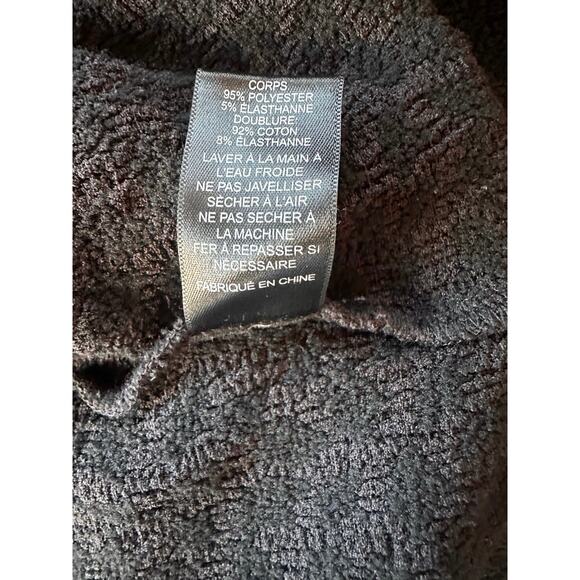 CORPS
95% POLYESTER
5% ÉLASTHANNE
DOUBLURE:
92% COTON
8% ÉLASTHANNE
LAVER À LA MAIN À
L'EAU FROIDE
NE PAS JAVELLISER
SÉCHER À L'AIR
NE PAS SECHER À
LA MACHINE
FER À REPASSER SI
NÉCESSAIRE
FABRIQUÉ EN CHINE